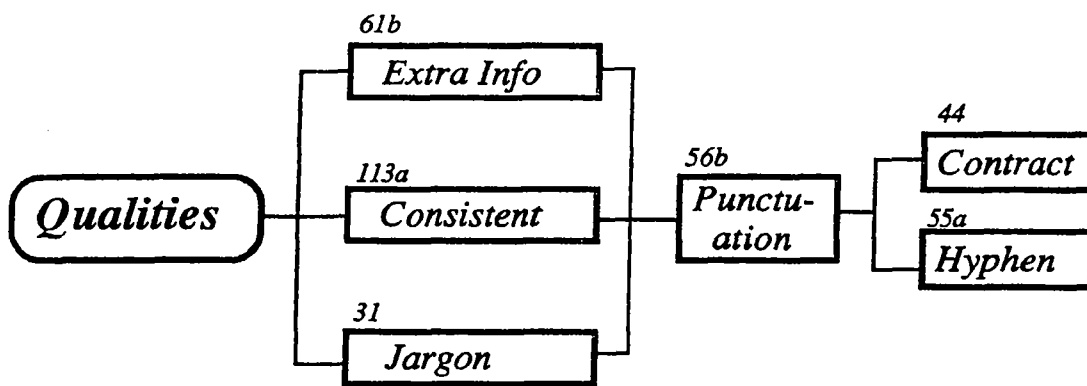 61b
Extra Info
44
Contract
113a
56b
Qualities
Consistent
Punctu-
ation
55a
Hyphen
31
Jargon